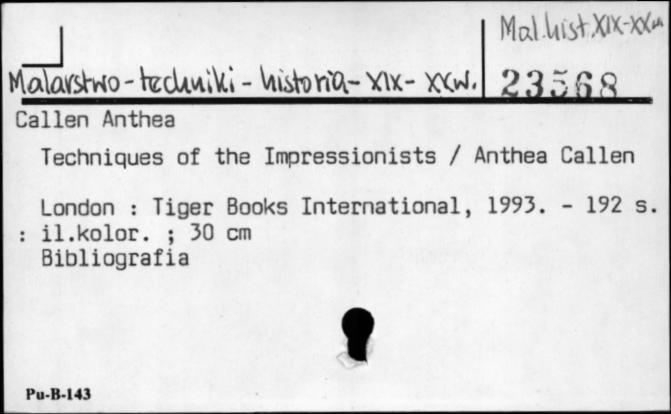 Mal.hist.XIX-XXw
Malarstwo - techniki - historia - XIX - XXw.
23568
Callen Anthea
Techniques of the Impressionists / Anthea Callen
London : Tiger Books International, 1993. - 192 s.
: il.kolor. ; 30 cm
Bibliografia
Pu-B-143